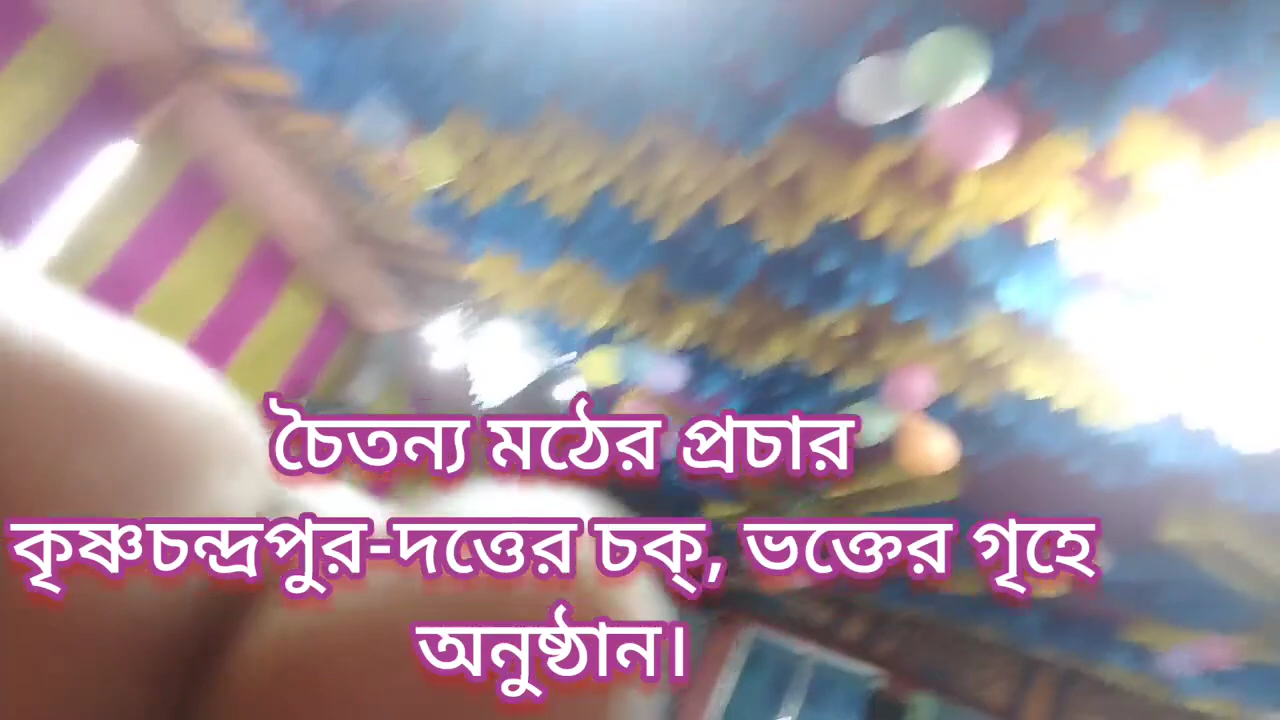 চৈতন্য মঠের প্রচার
কৃষ্ণচন্দ্রপুর-দত্তের চক্, ভক্তের গৃহে
অনুষ্ঠান।